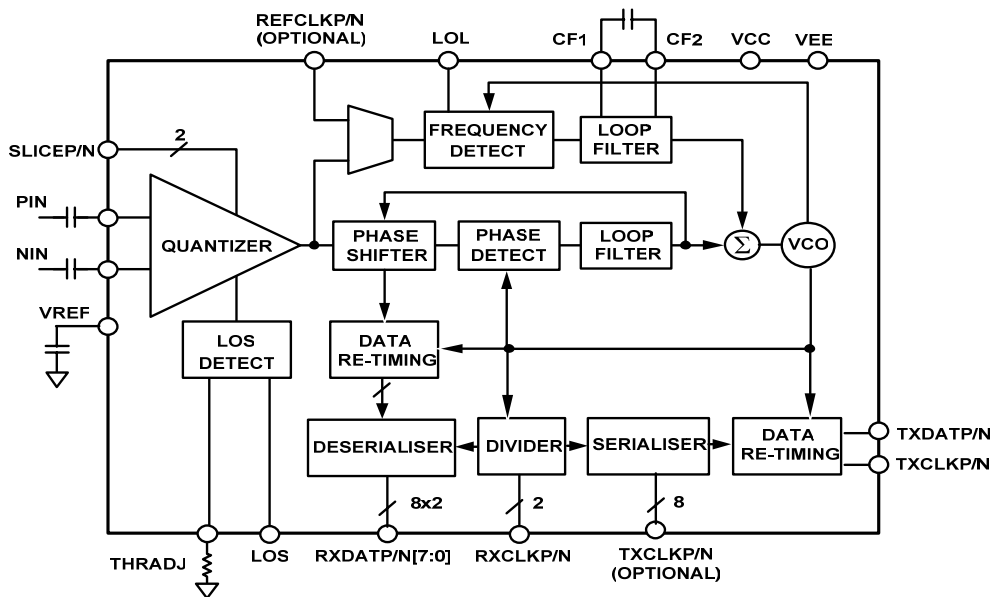 REFCLKP/N
(OPTIONAL)
LOL
CF1
CF2
VCC
VEE
SLICEP/N
2
FREQUENCY
DETECT
LOOP
FILTER
PIN
NIN
QUANTIZER
PHASE
SHIFTER
PHASE
DETECT
LOOP
FILTER
Σ
VCO
VREF
LOS
DETECT
DATA
RE-TIMING
DESERIALISER
DIVIDER
SERIALISER
DATA
RE-TIMING
TXDATP/N
TXCLKP/N
8x2
2
8
THRADJ
LOS
RXDATP/N[7:0]
RXCLKP/N
TXCLKP/N
(OPTIONAL)